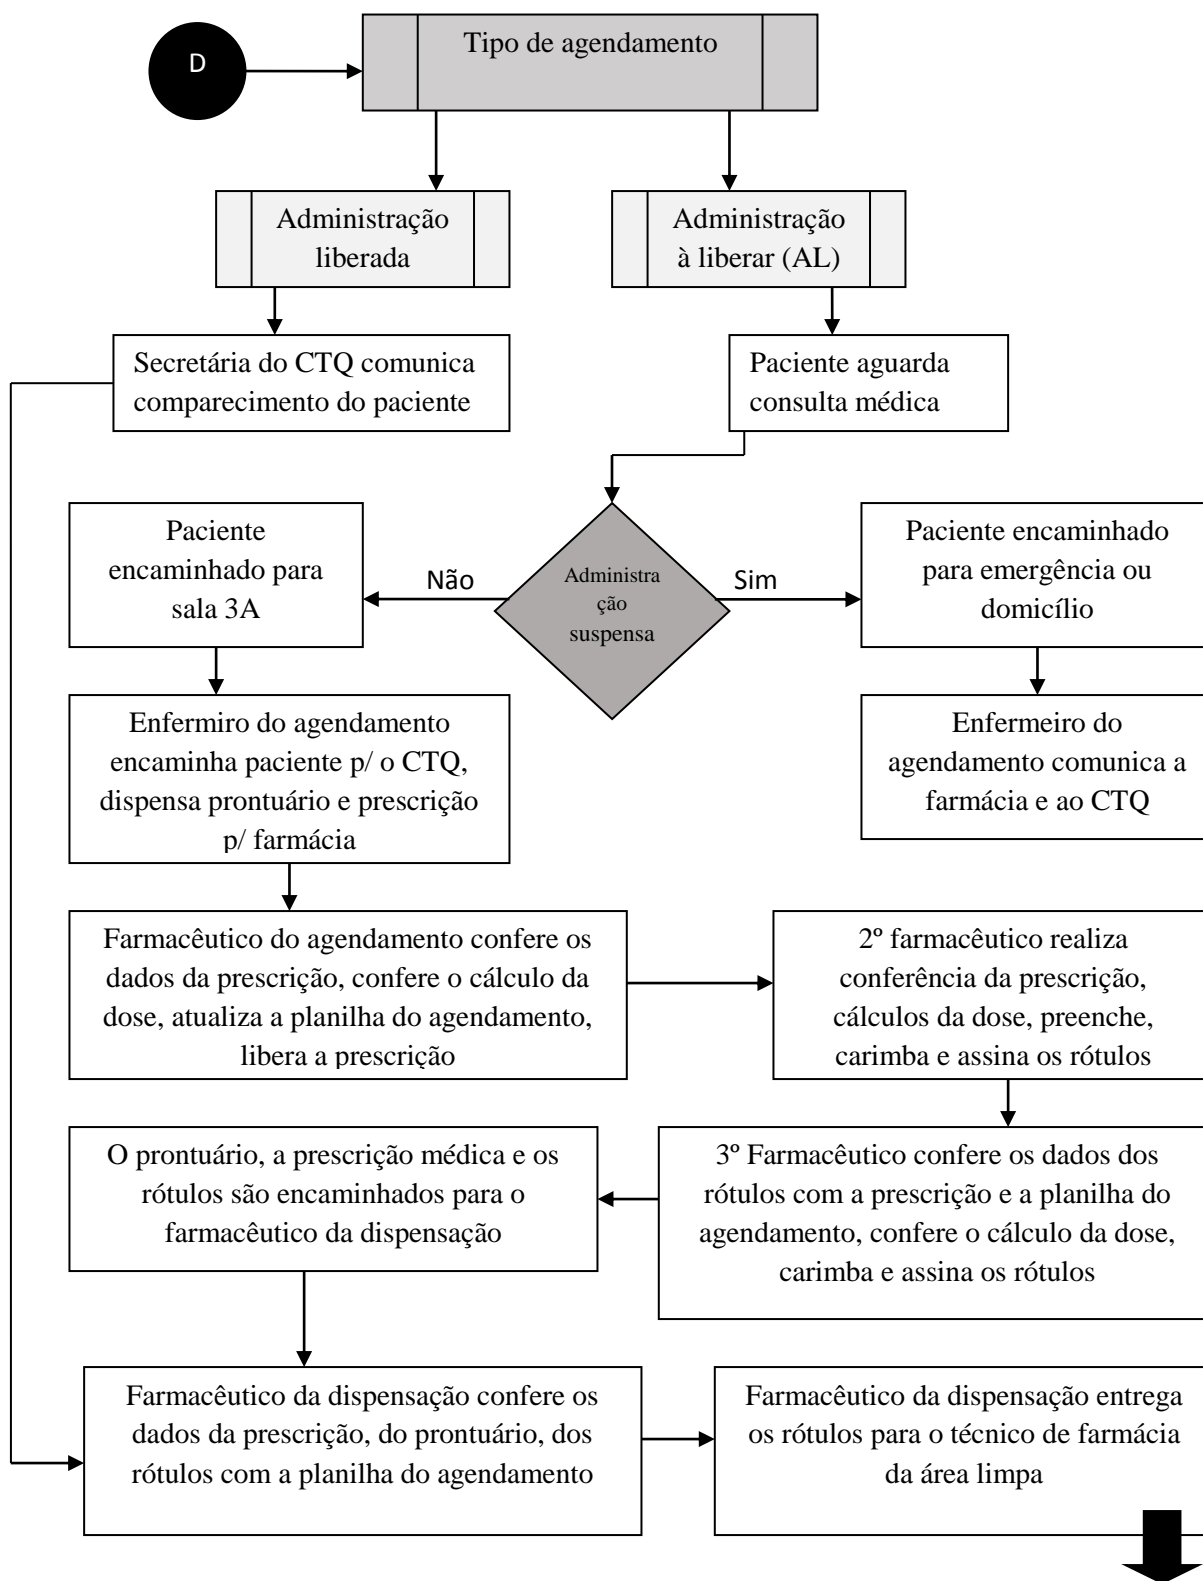 D
Tipo de agendamento
Administração
liberada
Administração
à liberar (AL)
Secretária do CTQ comunica
comparecimento do paciente
Paciente aguarda
consulta médica
Paciente
encaminhado para
sala 3A
Não
Administra
ção
suspensa
Sim
Paciente encaminhado
para emergência ou
domicílio
Enfermiro do agendamento
encaminha paciente p/ o CTQ,
dispensa prontuário e prescrição
p/ farmácia
Enfermeiro do
agendamento comunica a
farmácia e ao CTQ
Farmacêutico do agendamento confere os
dados da prescrição, confere o cálculo da
dose, atualiza a planilha do agendamento,
libera a prescrição
2º farmacêutico realiza
conferência da prescrição,
cálculos da dose, preenche,
carimba e assina os rótulos
O prontuário, a prescrição médica e os
rótulos são encaminhados para o
farmacêutico da dispensação
3º Farmacêutico confere os dados dos
rótulos com a prescrição e a planilha do
agendamento, confere o cálculo da dose,
carimba e assina os rótulos
Farmacêutico da dispensação confere os
dados da prescrição, do prontuário, dos
rótulos com a planilha do agendamento
Farmacêutico da dispensação entrega
os rótulos para o técnico de farmácia
da área limpa